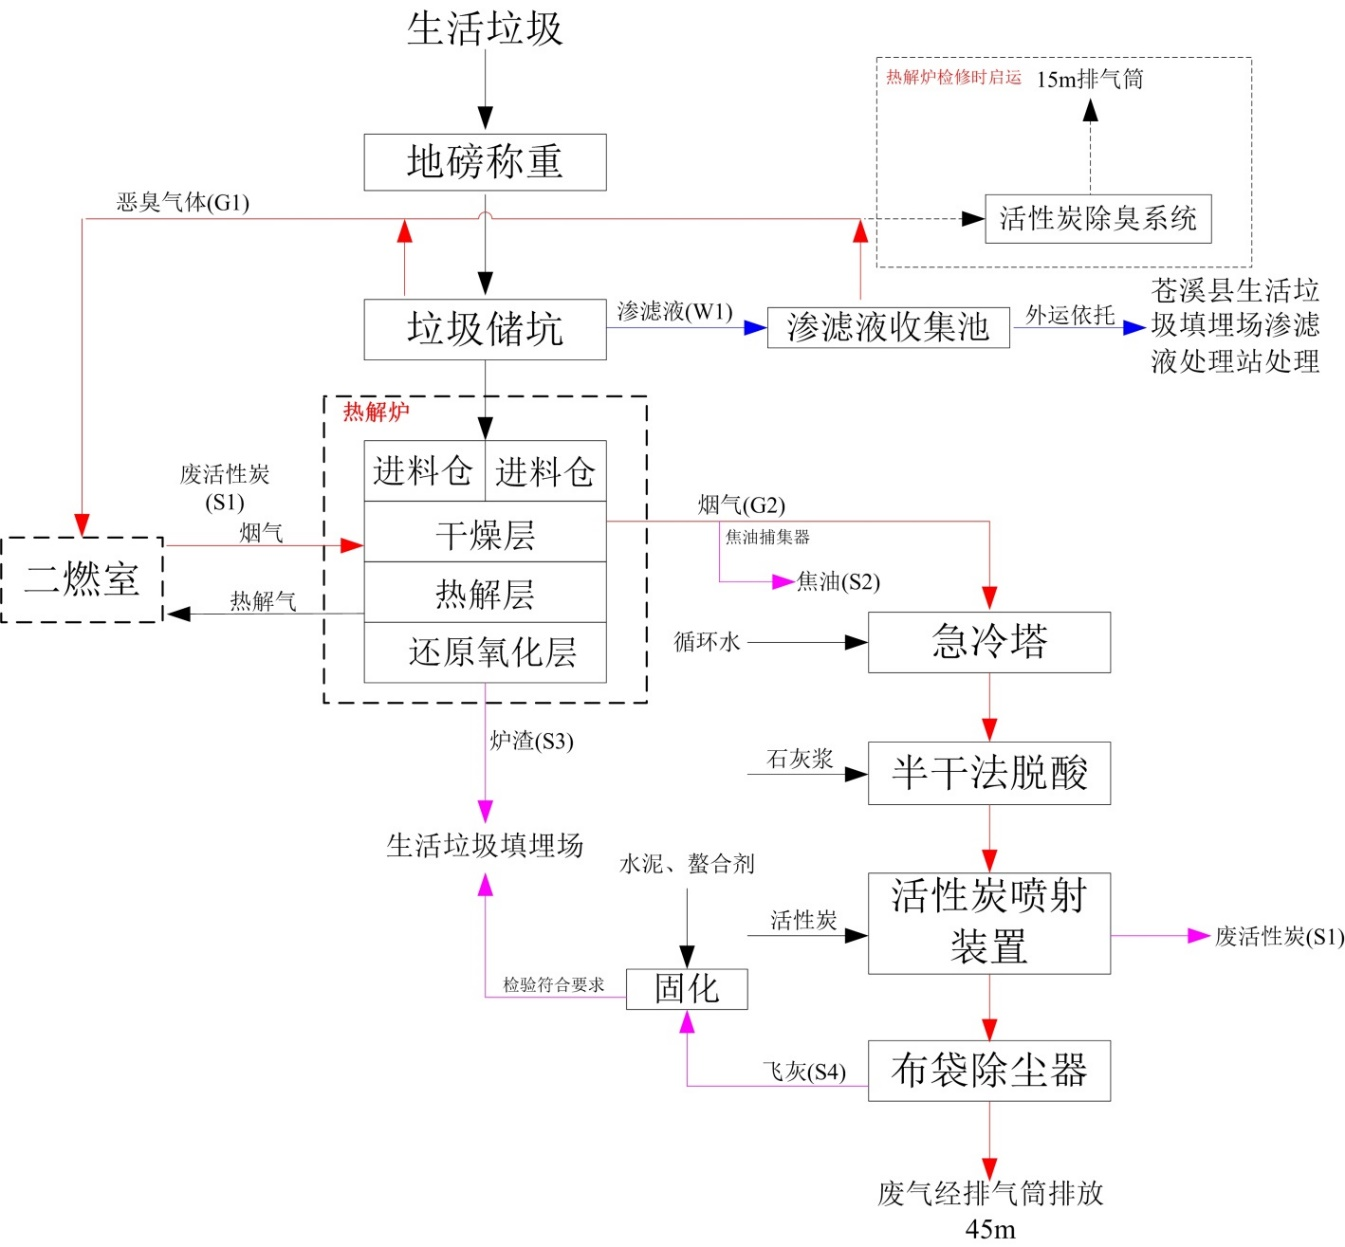 生活垃圾
热解炉检修时启运
15m排气筒
地磅称重
恶臭气体(G1)
活性炭除臭系统
垃圾储坑
渗滤液(W1)
渗滤液收集池
外运依托
苍溪县生活垃
圾填埋场渗滤
液处理站处理
热解炉
进料仓
进料仓
废活性炭
(S1)
烟气
干燥层
烟气(G2)
焦油捕集器
焦油(S2)
二燃室
热解气
热解层
还原氧化层
循环水
急冷塔
炉渣(S3)
石灰浆
半干法脱酸
生活垃圾填埋场
水泥、螯合剂
活性炭
活性炭喷射
装置
废活性炭(S1)
检验符合要求
固化
飞灰(S4)
布袋除尘器
废气经排气筒排放
45m